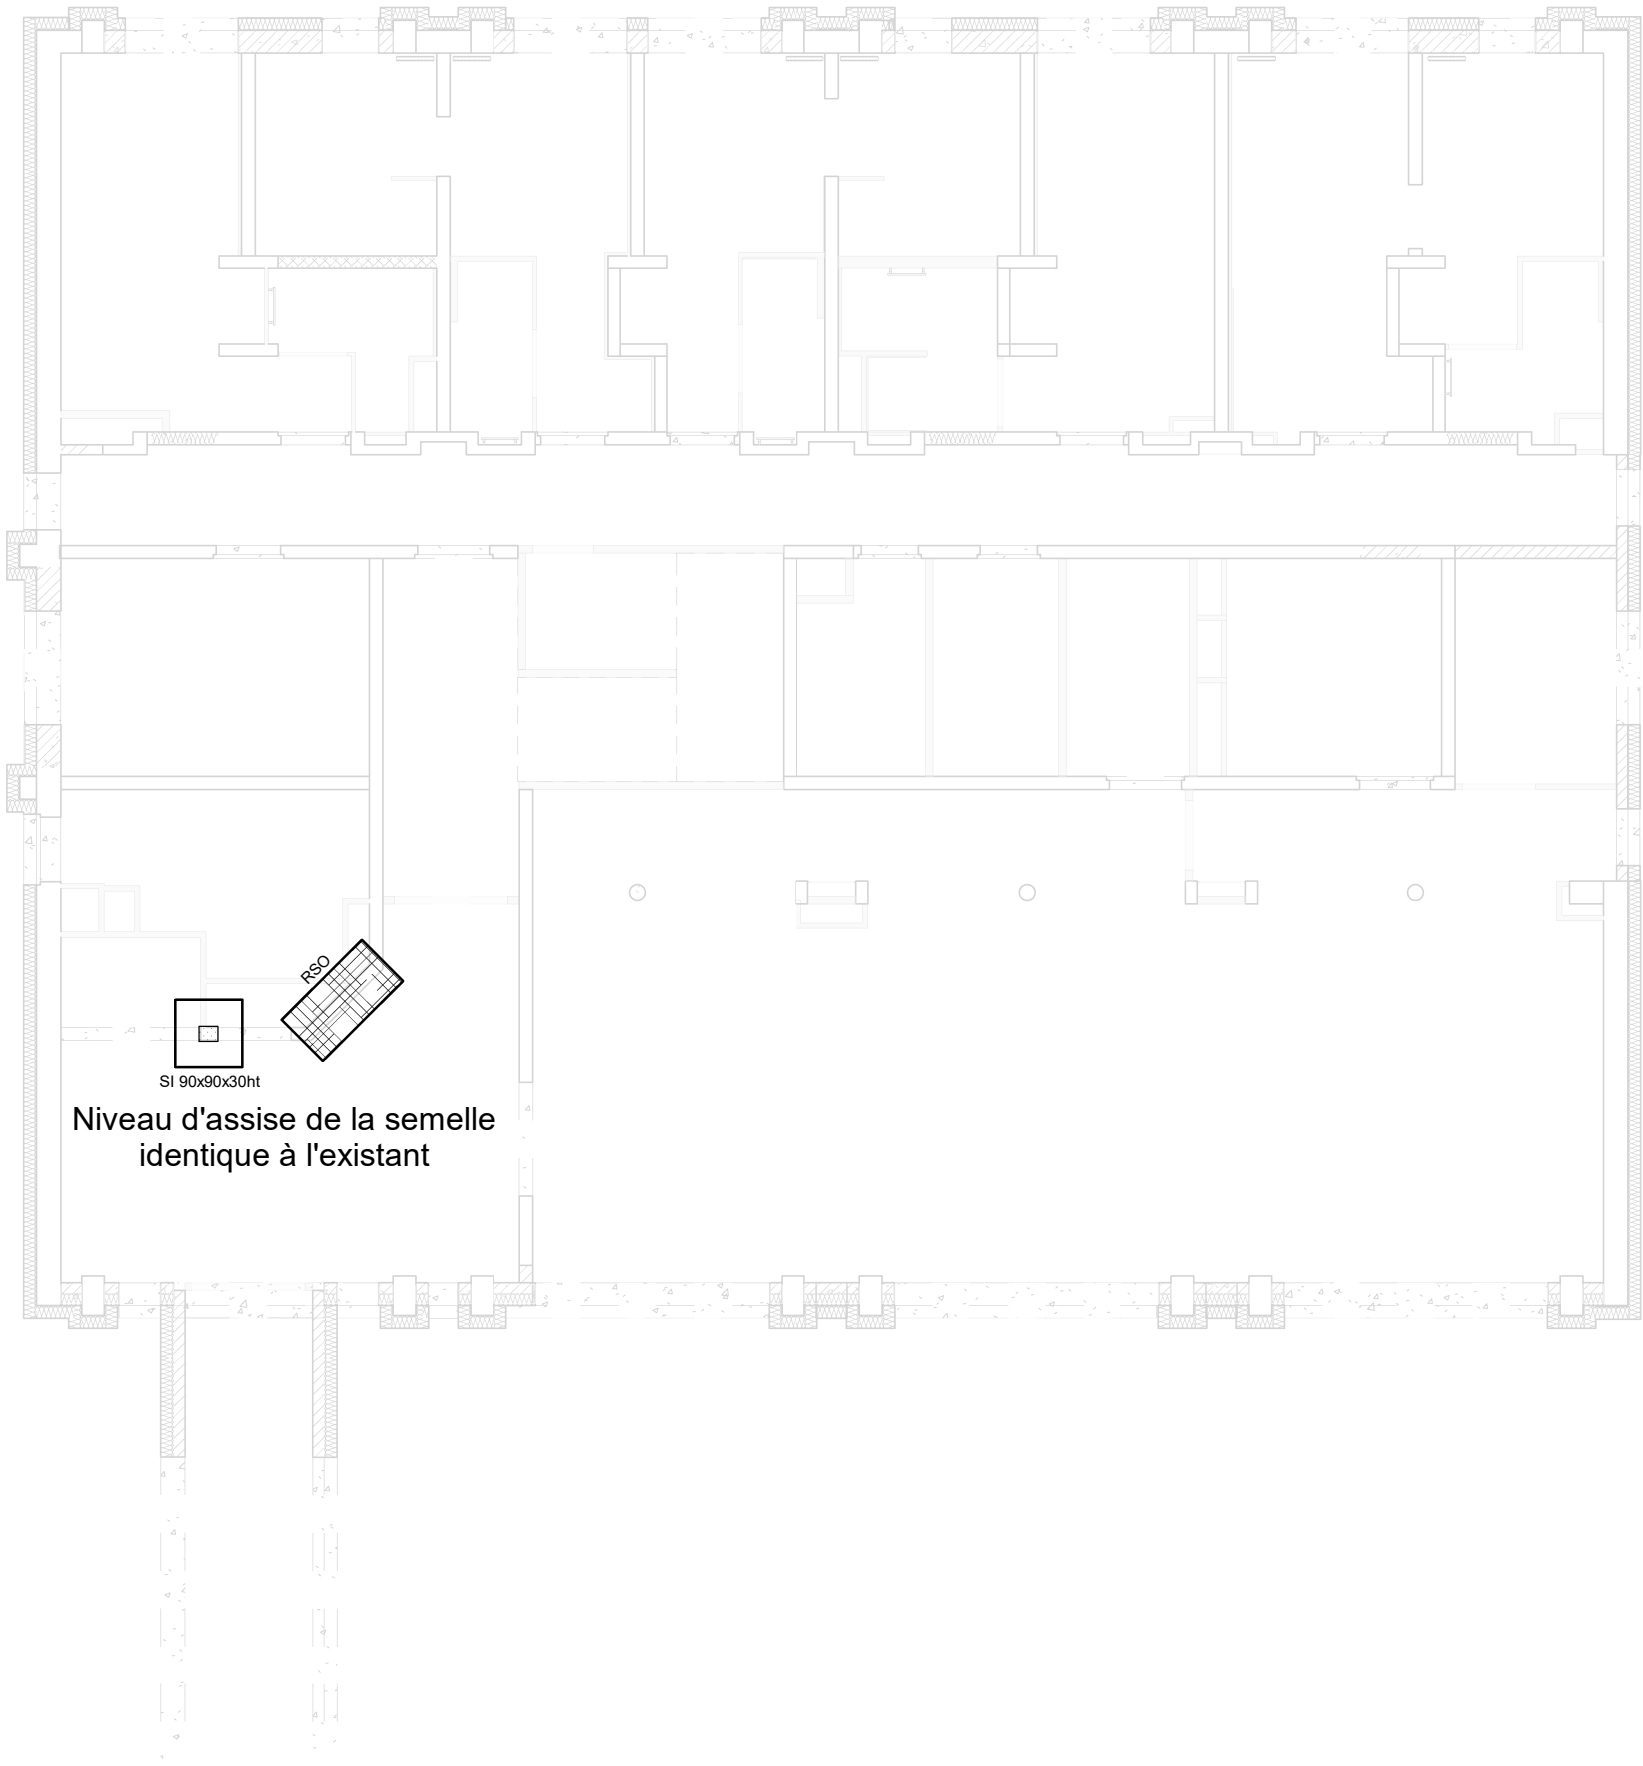 RSO
SI 90x90x30ht
Niveau d'assise de la semelle
identique à l'existant